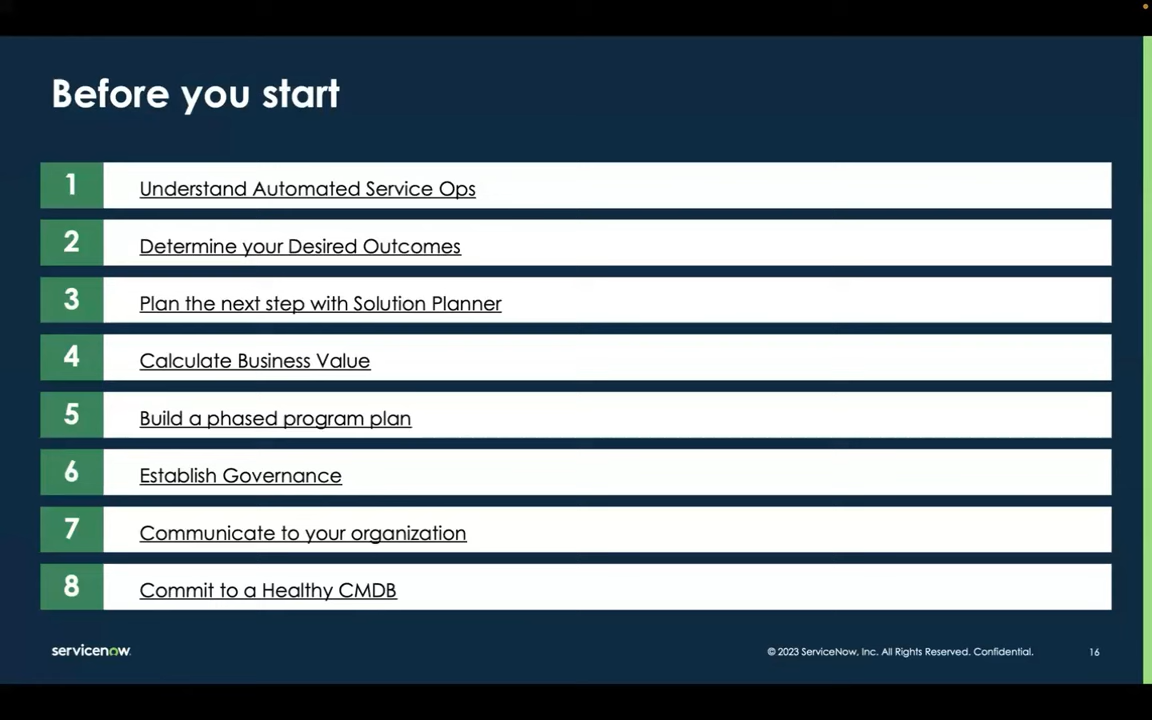 Before you start
1 Understand Automated Service Ops
2 Determine your Desired Outcomes
3 Plan the next step with Solution Planner
4 Calculate Business Value
5 Build a phased program plan
6 Establish Governance
7 Communicate to your organization
8 Commit to a Healthy CMDB
servicenow. © 2023 ServiceNow, Inc. All Rights Reserved. Confidential. 16